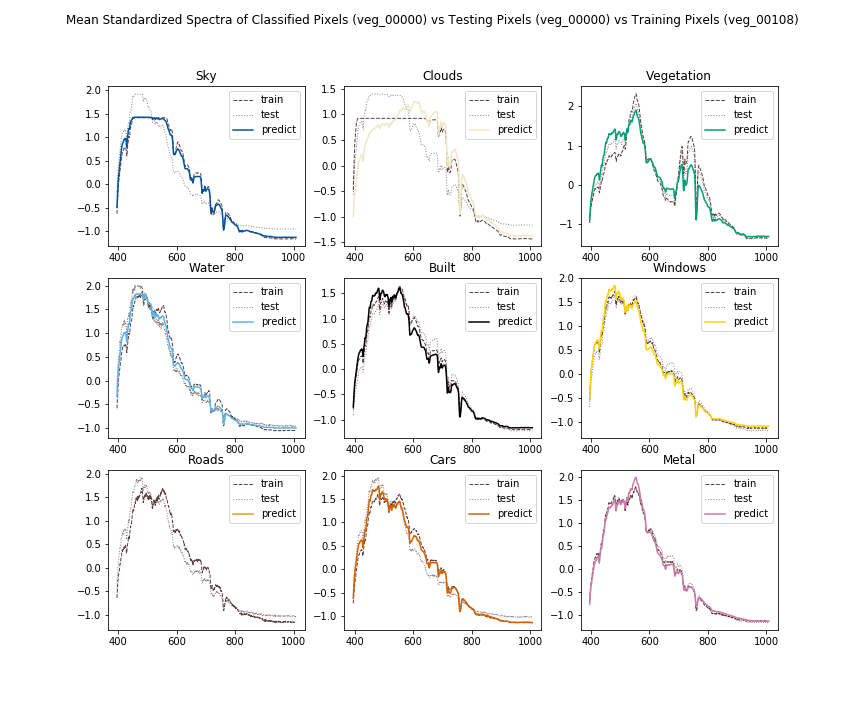 Mean Standardized Spectra of Classified Pixels (veg_00000) vs Testing Pixels (veg_00000) vs Training Pixels (veg_00108)
Sky
2.0
1.5
1.0
0.5
0.0
−0.5
−1.0
400
600
800
1000
train
test
predict
Clouds
1.5
1.0
0.5
0.0
−0.5
−1.0
−1.5
400
600
800
1000
train
test
predict
Vegetation
2
1
0
−1
400
600
800
1000
train
test
predict
Water
2.0
1.5
1.0
0.5
0.0
−0.5
−1.0
400
600
800
1000
train
test
predict
Built
1.5
1.0
0.5
0.0
−0.5
−1.0
400
600
800
1000
train
test
predict
Windows
2.0
1.5
1.0
0.5
0.0
−0.5
−1.0
400
600
800
1000
train
test
predict
Roads
2.0
1.5
1.0
0.5
0.0
−0.5
−1.0
400
600
800
1000
train
test
predict
Cars
2.0
1.5
1.0
0.5
0.0
−0.5
−1.0
400
600
800
1000
train
test
predict
Metal
2.0
1.5
1.0
0.5
0.0
−0.5
−1.0
400
600
800
1000
train
test
predict